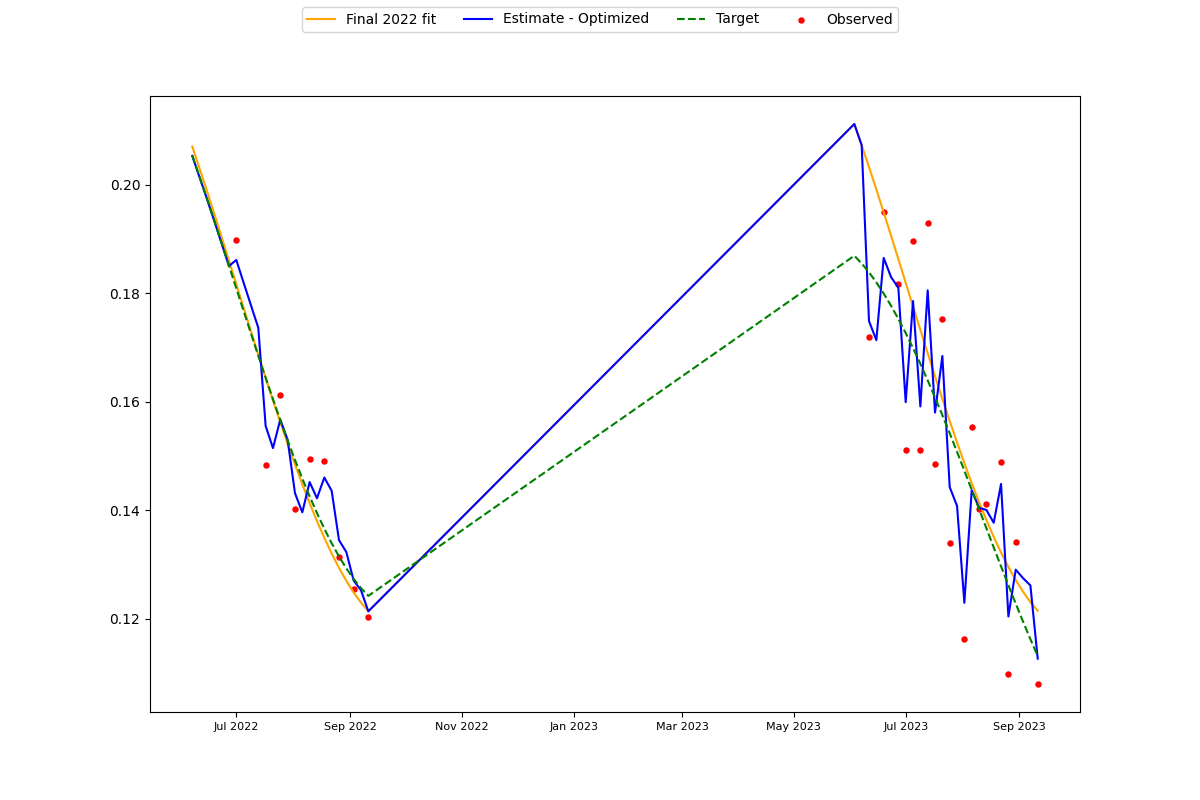 Final 2022 fit Estimate - Optimized Target Observed
0.20
0.18
0.16
0.14
0.12
Jul 2022 Sep 2022 Nov 2022 Jan 2023 Mar 2023 May 2023 Jul 2023 Sep 2023